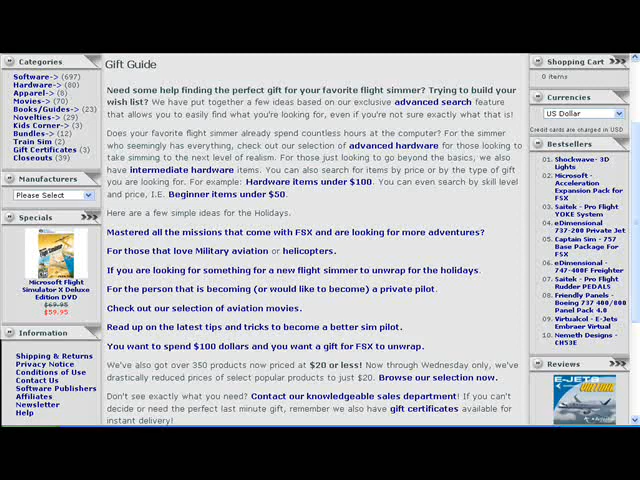 Categories
Software-> (697)
Hardware-> (80)
Apparel-> (8)
Movies-> (70)
Books/Guides-> (23)
Novelties-> (29)
Kids Corner-> (3)
Bundles-> (12)
Train Sim (2)
Gift Certificates (3)
Closeouts (39)
Manufacturers
Please Select
Specials >>>
Microsoft Flight
Simulator X Deluxe
Edition DVD
$69.95
$59.95
Information
Shipping & Returns
Privacy Notice
Conditions of Use
Contact Us
Software Publishers
Affiliates
Newsletter
Help
Gift Guide
Need some help finding the perfect gift for your favorite flight simmer? Trying to build your
wish list? We have put together a few ideas based on our exclusive advanced search feature
that allows you to easily find what you're looking for, even if you're not sure exactly what that is!
Does your favorite flight simmer already spend countless hours at the computer? For the simmer
who seemingly has everything, check out our selection of advanced hardware for those looking to
take simming to the next level of realism. For those just looking to go beyond the basics, we also
have intermediate hardware items. You can also search for items by price or by the type of gift
you are looking for. For example: Hardware items under $100. You can even search by skill level
and price, I.E. Beginner items under $50.
Here are a few simple ideas for the Holidays.
Mastered all the missions that come with FSX and are looking for more adventures?
For those that love Military aviation or helicopters.
If you are looking for something for a new flight simmer to unwrap for the holidays.
For the person that is becoming (or would like to become) a private pilot.
Check out our selection of aviation movies.
Read up on the latest tips and tricks to become a better sim pilot.
You want to spend $100 dollars and you want a gift for FSX to unwrap.
We've also got over 350 products now priced at $20 or less! Now through Wednesday only, we've
drastically reduced prices of select popular products to just $20. Browse our selection now.
Don't see exactly what you need? Contact our knowledgeable sales department! If you can't
decide or need the perfect last minute gift, remember we also have gift certificates available for
instant delivery!
Shopping Cart >>>
0 items
Currencies
US Dollar
Credit cards are charged in USD
Bestsellers
01. Shockwave- 3D
Lights
02. Microsoft -
Acceleration
Expansion Pack for
FSX
03. Saitek - Pro Flight
YOKE System
04. eDimensional
737-200 Private Jet
05. Captain Sim - 757
Base Package For
FSX
06. eDimensional -
747-400F Freighter
07. Saitek - Pro Flight
Rudder PEDALS
08. Friendly Panels -
Boeing 737 400/800
Panel Pack 4.0
09. Virtualcol - E-Jets
Embraer Virtual
10. Nemeth Designs -
CH53E
Reviews >>>
E-JETS